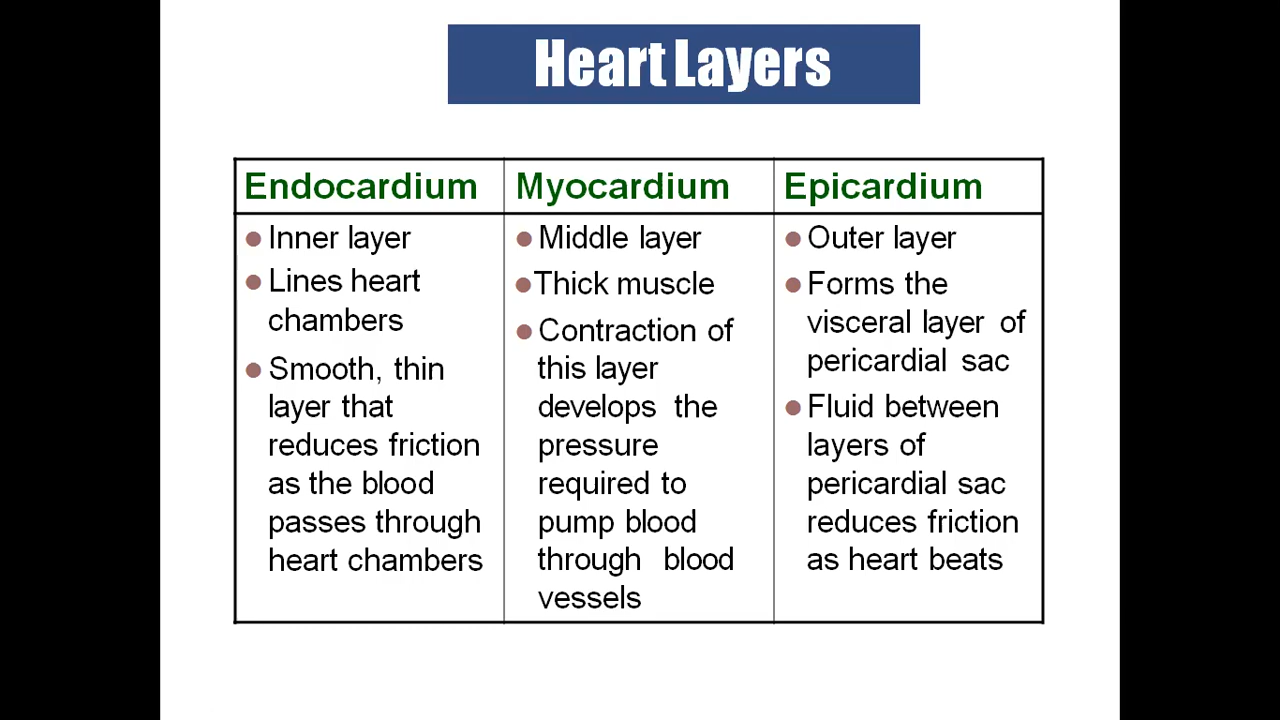 Heart Layers
Endocardium
● Inner layer
● Lines heart
chambers
● Smooth, thin
layer that
reduces friction
as the blood
passes through
heart chambers
Myocardium
● Middle layer
● Thick muscle
● Contraction of
this layer
develops the
pressure
required to
pump blood
through blood
vessels
Epicardium
● Outer layer
● Forms the
visceral layer of
pericardial sac
● Fluid between
layers of
pericardial sac
reduces friction
as heart beats